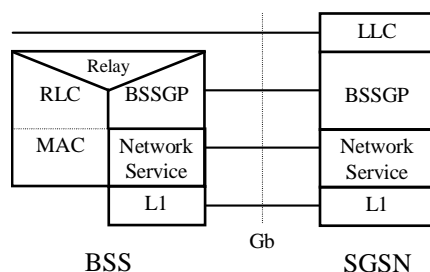 LLC
Relay
RLC
BSSGP
BSSGP
MAC
Network
Service
Network
Service
L1
L1
Gb
BSS
SGSN